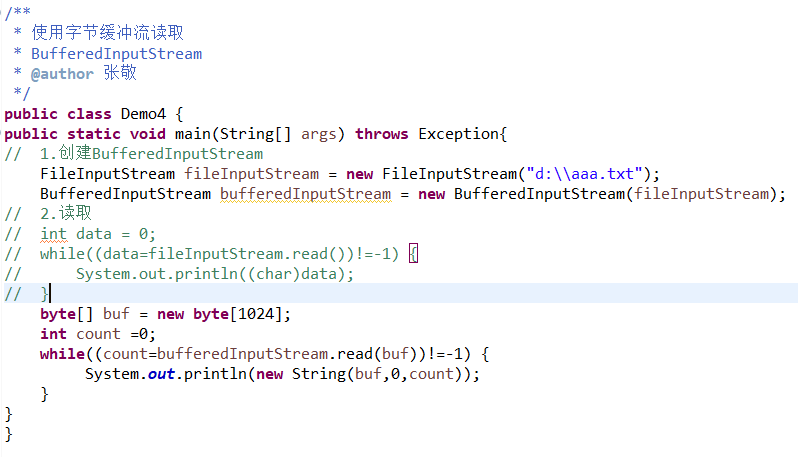 /**
 * 使用字节缓冲流读取
 * BufferedInputStream
 * @author 张敬
 */
public class Demo4 {
public static void main(String[] args) throws Exception{
//  1.创建BufferedInputStream
    FileInputStream fileInputStream = new FileInputStream("d:\\aaa.txt");
    BufferedInputStream bufferedInputStream = new BufferedInputStream(fileInputStream);
//  2.读取
//  int data = 0;
//  while((data=fileInputStream.read())!=-1) {
//      System.out.println((char)data);
//  }
    byte[] buf = new byte[1024];
    int count =0;
    while((count=bufferedInputStream.read(buf))!=-1) {
         System.out.println(new String(buf,0,count));
    }
}
}